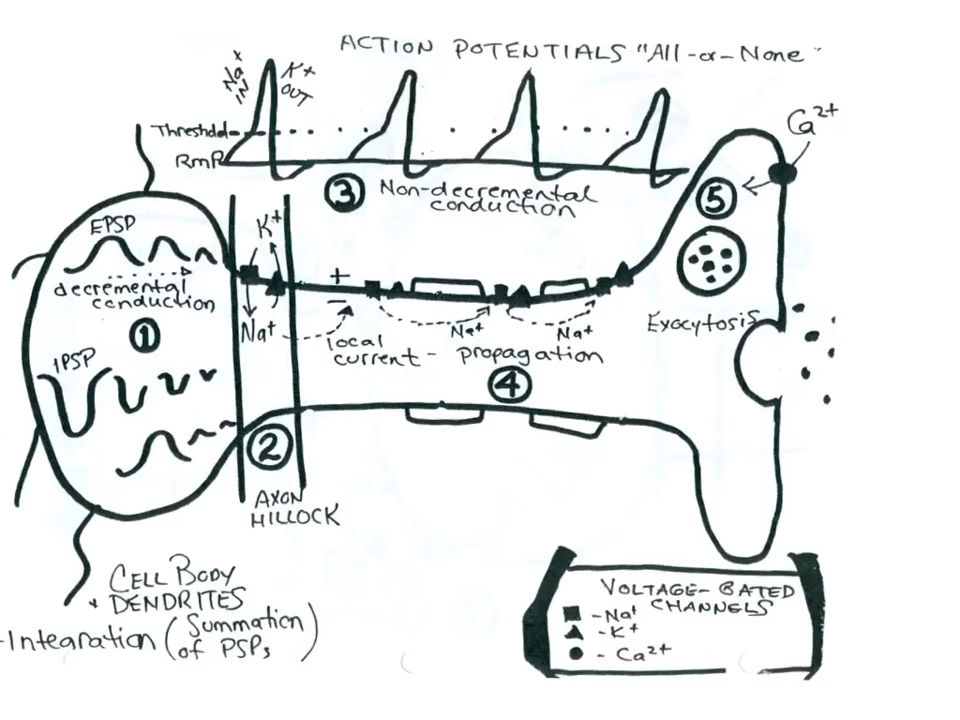 ACTION POTENTIALS "All-or-None"
Na+ IN
K+ OUT
Threshold
RmP
Ca2+
③ Non-decremental
conduction
⑤
EPSP
K+
decremental
conduction
①
+
-
Na+
local
current - propagation
Na+
Na+
Exocytosis
IPSP
④
②
AXON
HILLOCK
CELL BODY
+ DENDRITES
-Integration (Summation
of PSPs)
VOLTAGE-GATED
CHANNELS
■ -Na+
▲ -K+
● - Ca2+